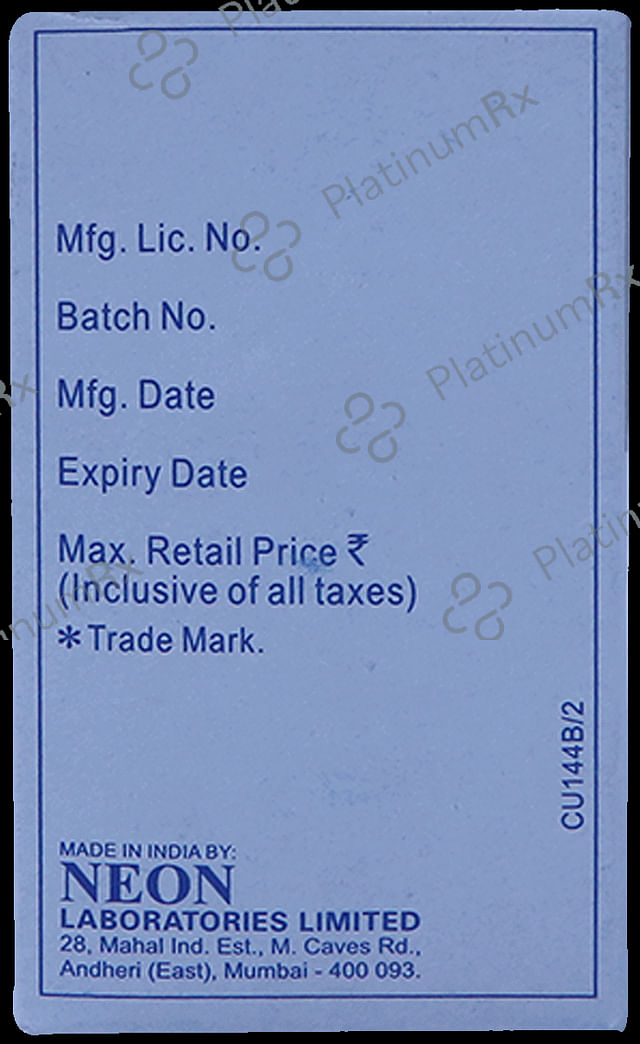 Mfg. Lic. No.
Batch No.
Mfg. Date
Expiry Date
Max. Retail Price ₹
(Inclusive of all taxes)
* Trade Mark.
CU144B/2
MADE IN INDIA BY:
NEON
LABORATORIES LIMITED
28, Mahal Ind. Est., M. Caves Rd.,
Andheri (East), Mumbai - 400 093.
PlatinumRx
PlatinumRx